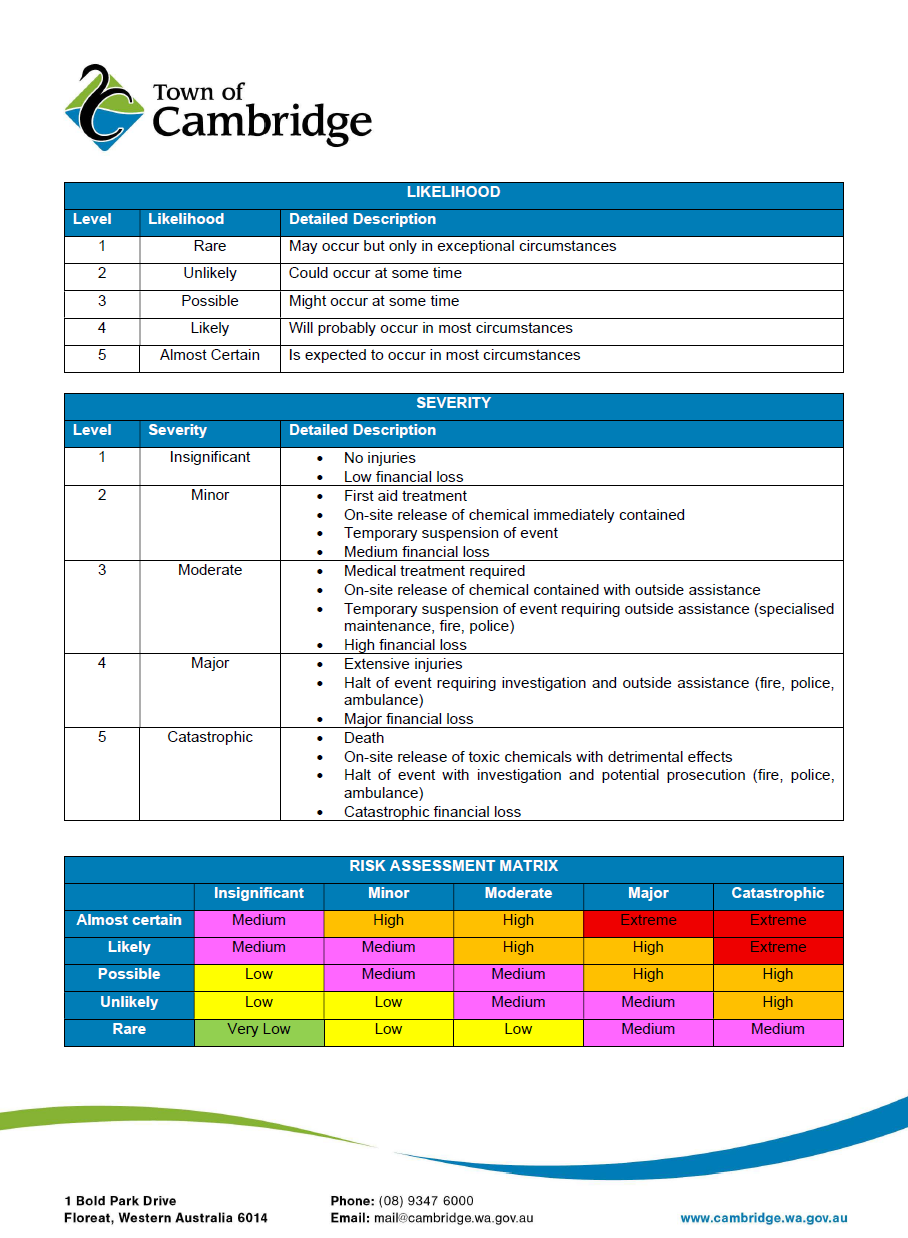 Town of
Cambridge
LIKELIHOOD
Level Likelihood Detailed Description
1 Rare May occur but only in exceptional circumstances
2 Unlikely Could occur at some time
3 Possible Might occur at some time
4 Likely Will probably occur in most circumstances
5 Almost Certain Is expected to occur in most circumstances
SEVERITY
Level Severity Detailed Description
1 Insignificant • No injuries
• Low financial loss
2 Minor • First aid treatment
• On-site release of chemical immediately contained
• Temporary suspension of event
• Medium financial loss
3 Moderate • Medical treatment required
• On-site release of chemical contained with outside assistance
• Temporary suspension of event requiring outside assistance (specialised
maintenance, fire, police)
• High financial loss
4 Major • Extensive injuries
• Halt of event requiring investigation and outside assistance (fire, police,
ambulance)
• Major financial loss
5 Catastrophic • Death
• On-site release of toxic chemicals with detrimental effects
• Halt of event with investigation and potential prosecution (fire, police,
ambulance)
• Catastrophic financial loss
RISK ASSESSMENT MATRIX
Insignificant Minor Moderate Major Catastrophic
Almost certain Medium High High Extreme Extreme
Likely Medium Medium High High Extreme
Possible Low Medium Medium High High
Unlikely Low Low Medium Medium High
Rare Very Low Low Low Medium Medium
1 Bold Park Drive Phone: (08) 9347 6000
Floreat, Western Australia 6014 Email: mail@cambridge.wa.gov.au www.cambridge.wa.gov.au